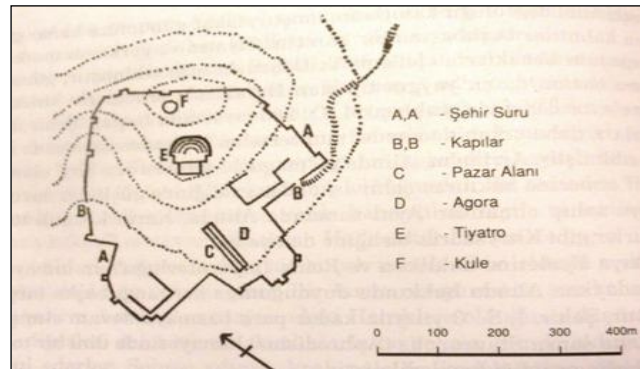 F
A
E
B
B
D
C
A
A,A - Şehir Suru
B,B - Kapılar
C - Pazar Alanı
D - Agora
E - Tiyatro
F - Kule
0 100 200 300 400m